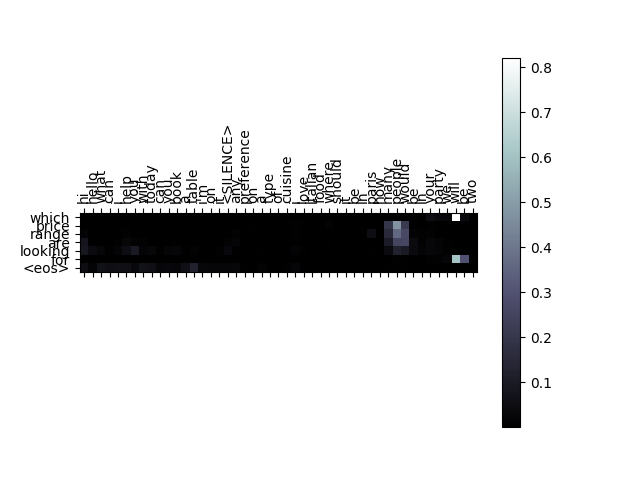 hi
hello
what
can
i
help
you
with
today
can
you
book
a
table
i'm
on
it
<SILENCE>
any
preference
on
a
type
of
cuisine
i
love
italian
food
where
should
it
be
in
paris
how
many
people
would
be
in
your
party
we
will
be
two
which
price
range
are
looking
for
<eos>
0.8
0.7
0.6
0.5
0.4
0.3
0.2
0.1